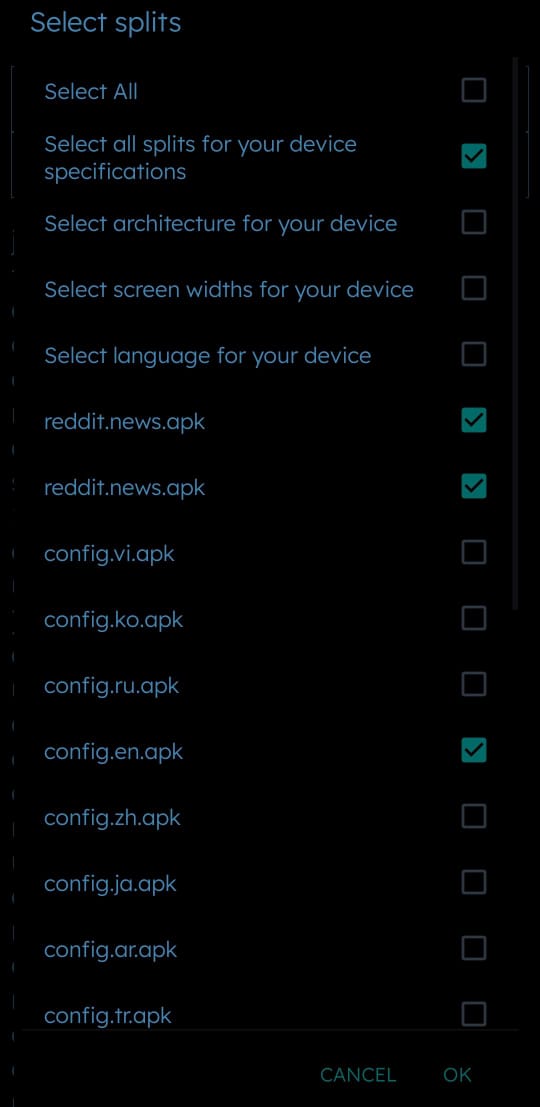 Select splits
Select All
Select all splits for your device
specifications
Select architecture for your device
Select screen widths for your device
Select language for your device
reddit.news.apk
reddit.news.apk
config.vi.apk
config.ko.apk
config.ru.apk
config.en.apk
config.zh.apk
config.ja.apk
config.ar.apk
config.tr.apk
CANCEL OK